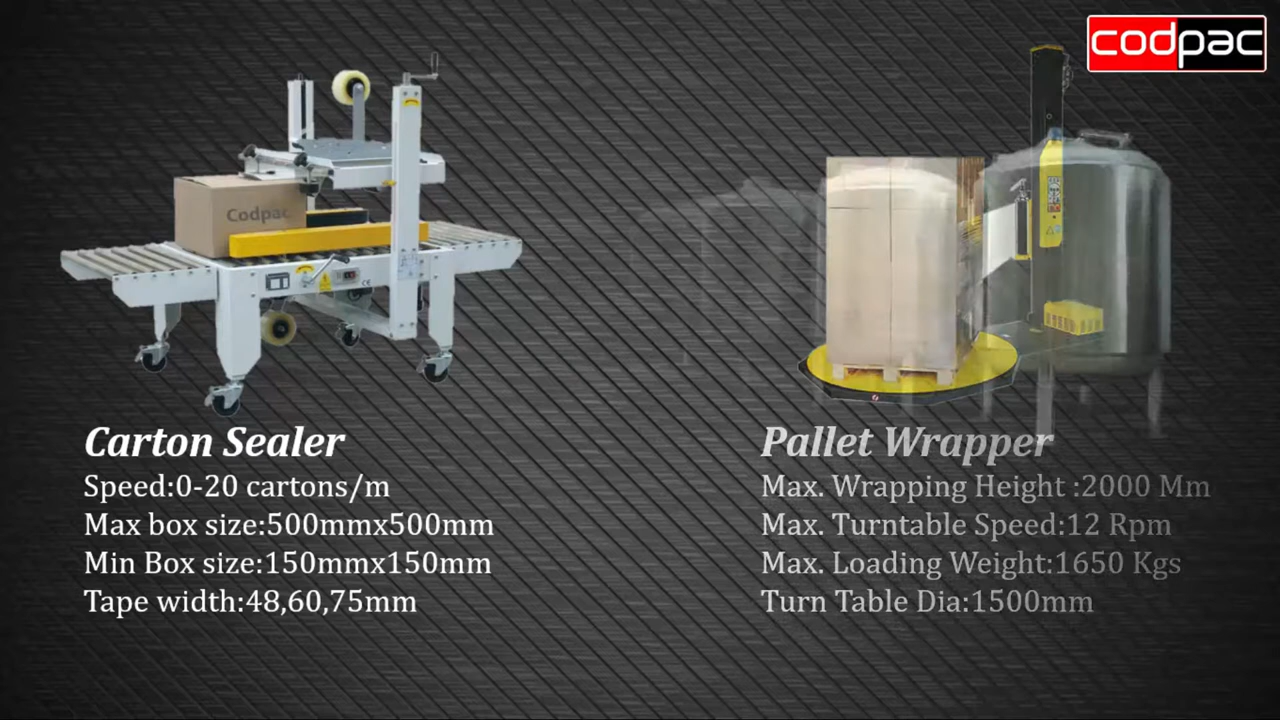 codpac
Codpac
Carton Sealer
Speed:0-20 cartons/m
Max box size:500mmx500mm
Min Box size:150mmx150mm
Tape width:48,60,75mm
Pallet Wrapper
Max. Wrapping Height :2000 Mm
Max. Turntable Speed:12 Rpm
Max. Loading Weight:1650 Kgs
Turn Table Dia:1500mm